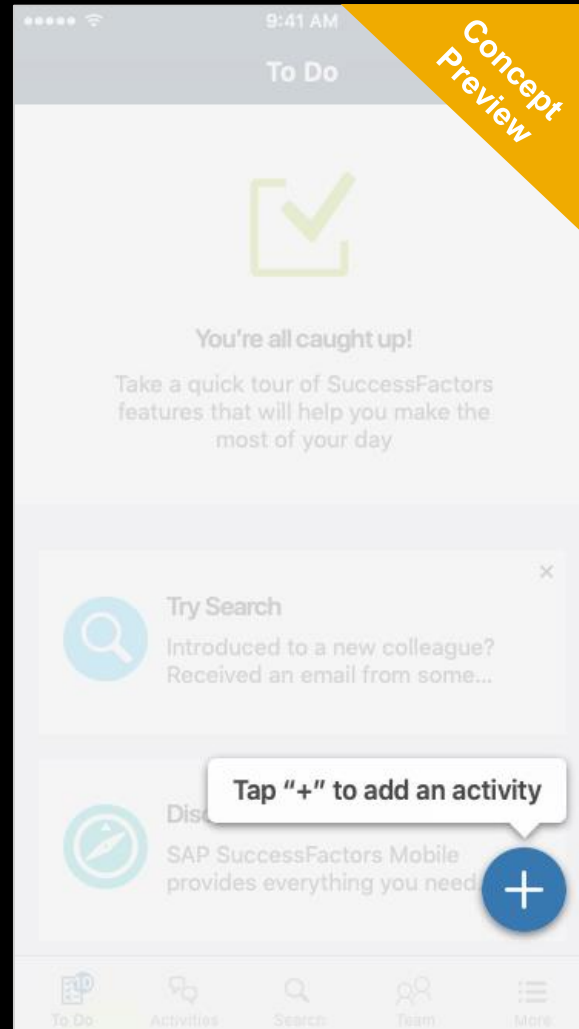 9:41 AM
To Do
Concept
Preview
You're all caught up!
Take a quick tour of SuccessFactors
features that will help you make the
most of your day
Try Search
Introduced to a new colleague?
Received an email from some...
Tap "+" to add an activity
SAP SuccessFactors Mobile
provides everything you need
To Do
Activities
Search
Team
More